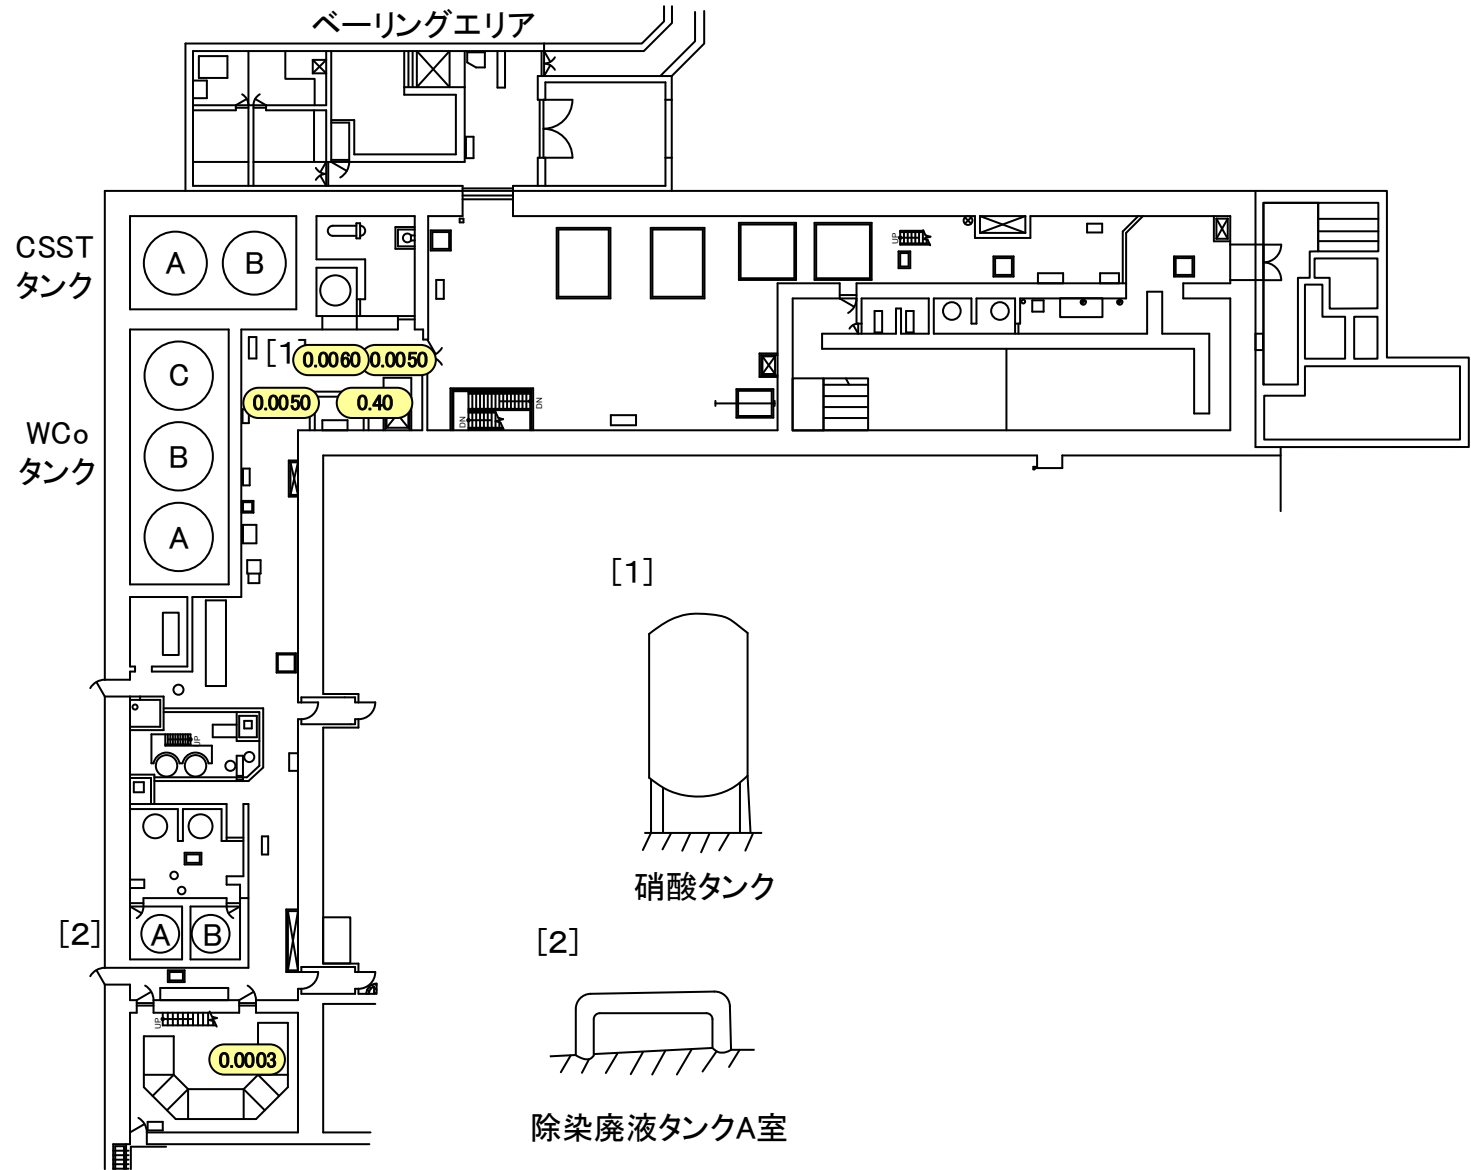 ベーリングエリア
CSST
タンク
A
B
UP
[1]
0.0060
0.0050
C
0.0050
0.40
WCo
タンク
B
DN
DN
A
[1]
UP
硝酸タンク
[2]
A
B
[2]
UP
0.0003
除染廃液タンクA室